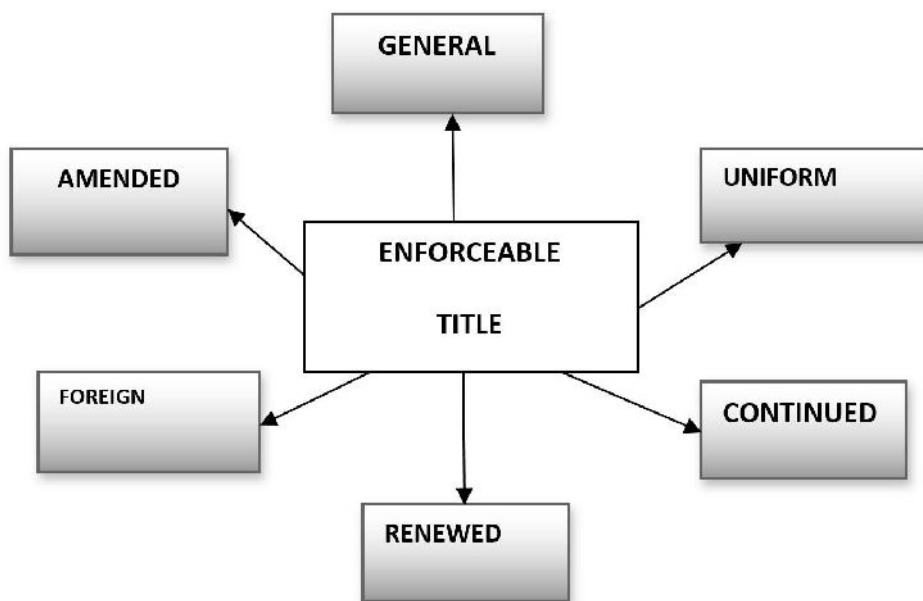 GENERAL
AMENDED
UNIFORM
ENFORCEABLE
TITLE
FOREIGN
CONTINUED
RENEWED